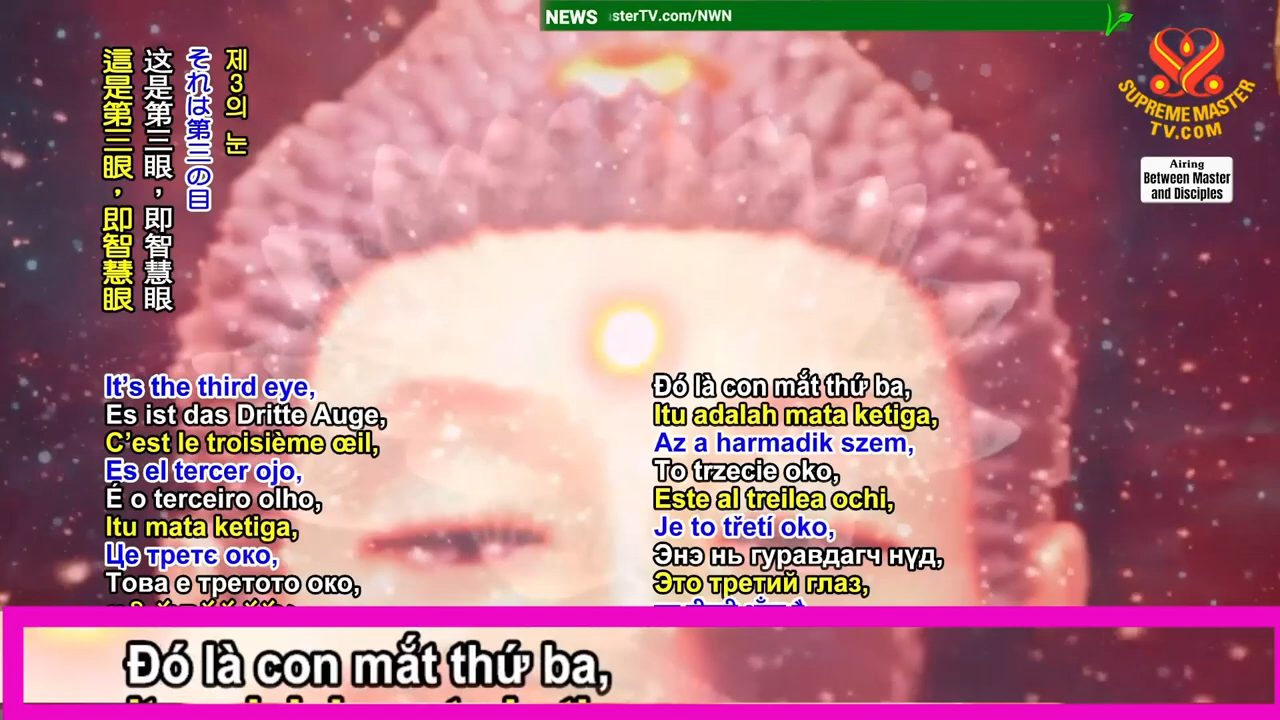 NEWS sterTV.com/NWN
SUPREME MASTER
TV.COM
Airing
Between Master
and Disciples
제3의 눈
それは第三の目
这是第三眼，即智慧眼
這是第三眼，即智慧眼
It's the third eye,
Es ist das Dritte Auge,
C'est le troisième œil,
Es el tercer ojo,
É o terceiro olho,
Itu mata ketiga,
Це третє око,
Това е третото око,
Đó là con mắt thứ ba,
Itu adalah mata ketiga,
Az a harmadik szem,
To trzecie oko,
Este al treilea ochi,
Je to třetí oko,
Энэ нь гуравдагч нүд,
Это третий глаз,
Đó là con mắt thứ ba,